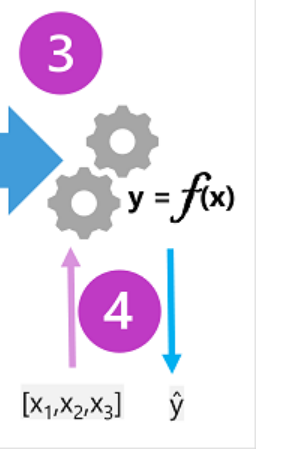 3
y = f(x)
4
[x₁,x₂,x₃]
ŷ